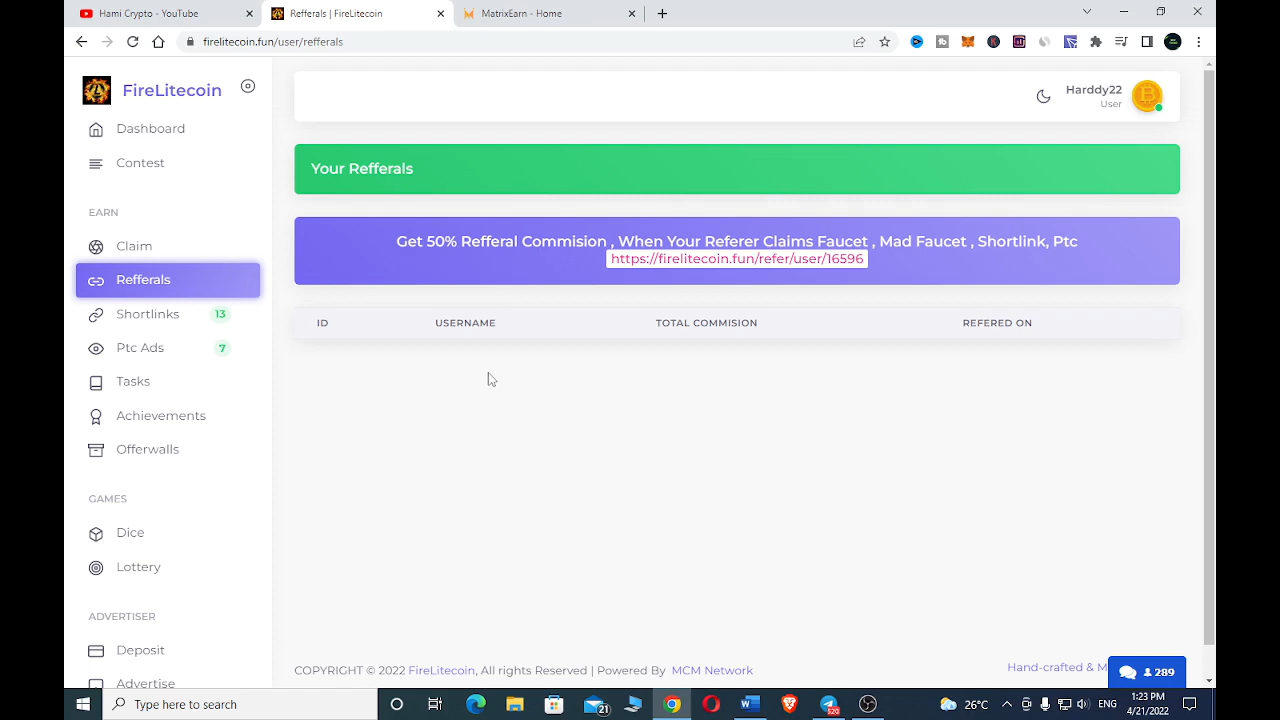 Hami Crypto - YouTube
Refferals | FireLitecoin
MatrixEarn - Home
firelitecoin.fun/user/refferals
FireLitecoin
Harddy22
User
Dashboard
Contest
EARN
Claim
Refferals
Shortlinks 13
Ptc Ads 7
Tasks
Achievements
Offerwalls
GAMES
Dice
Lottery
ADVERTISER
Deposit
Advertise
Your Refferals
Get 50% Refferal Commision , When Your Referer Claims Faucet , Mad Faucet , Shortlink, Ptc
https://firelitecoin.fun/refer/user/16596
ID USERNAME TOTAL COMMISION REFERED ON
COPYRIGHT © 2022 FireLitecoin, All rights Reserved | Powered By MCM Network
Hand-crafted & M
289
Type here to search
21
520
26°C
ENG
1:23 PM
4/21/2022